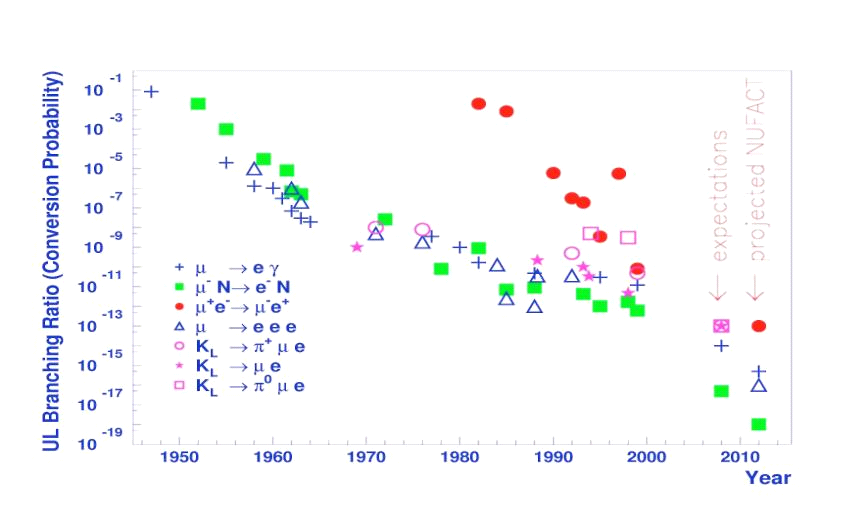 UL Branching Ratio (Conversion Probability)
10 -1
10 -3
10 -5
10 -7
10 -9
10 -11
10 -13
10 -15
10 -17
10 -19
μ → e γ
μ⁻ N → e⁻ N
μ⁺e⁻ → μ⁻e⁺
μ → e e e
K_L → π⁺ μ e
K_L → μ e
K_L → π⁰ μ e
← expectations
← projected NUFACT
1950 1960 1970 1980 1990 2000 2010
Year